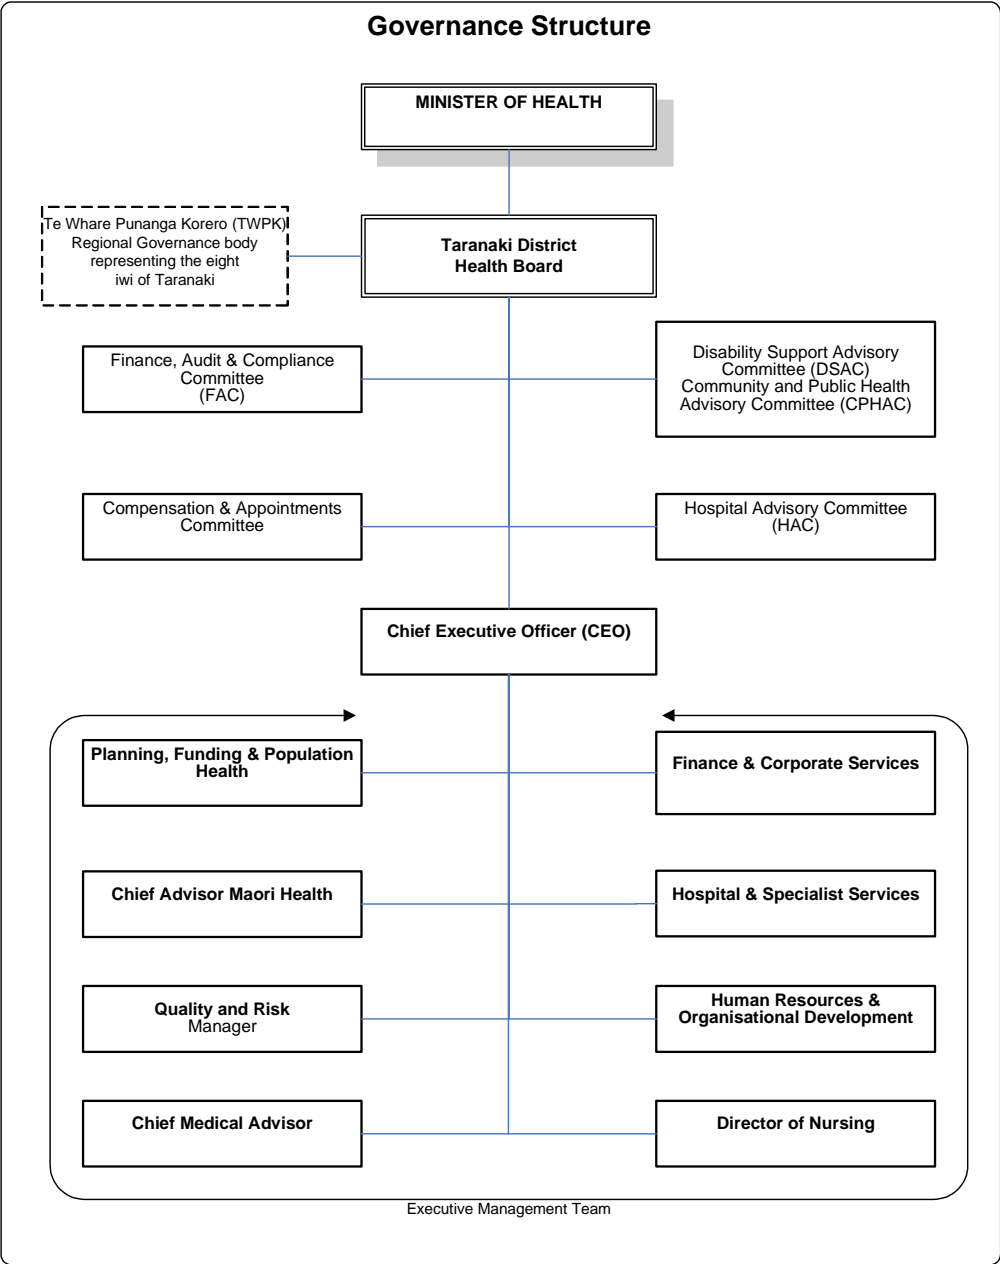 Governance Structure
MINISTER OF HEALTH
Te Whare Punanga Korero (TWPK)
Regional Governance body
representing the eight
iwi of Taranaki
Taranaki District
Health Board
Finance, Audit & Compliance
Committee
(FAC)
Disability Support Advisory
Committee (DSAC)
Community and Public Health
Advisory Committee (CPHAC)
Compensation & Appointments
Committee
Hospital Advisory Committee
(HAC)
Chief Executive Officer (CEO)
Planning, Funding & Population
Health
Finance & Corporate Services
Chief Advisor Maori Health
Hospital & Specialist Services
Quality and Risk
Manager
Human Resources &
Organisational Development
Chief Medical Advisor
Director of Nursing
Executive Management Team